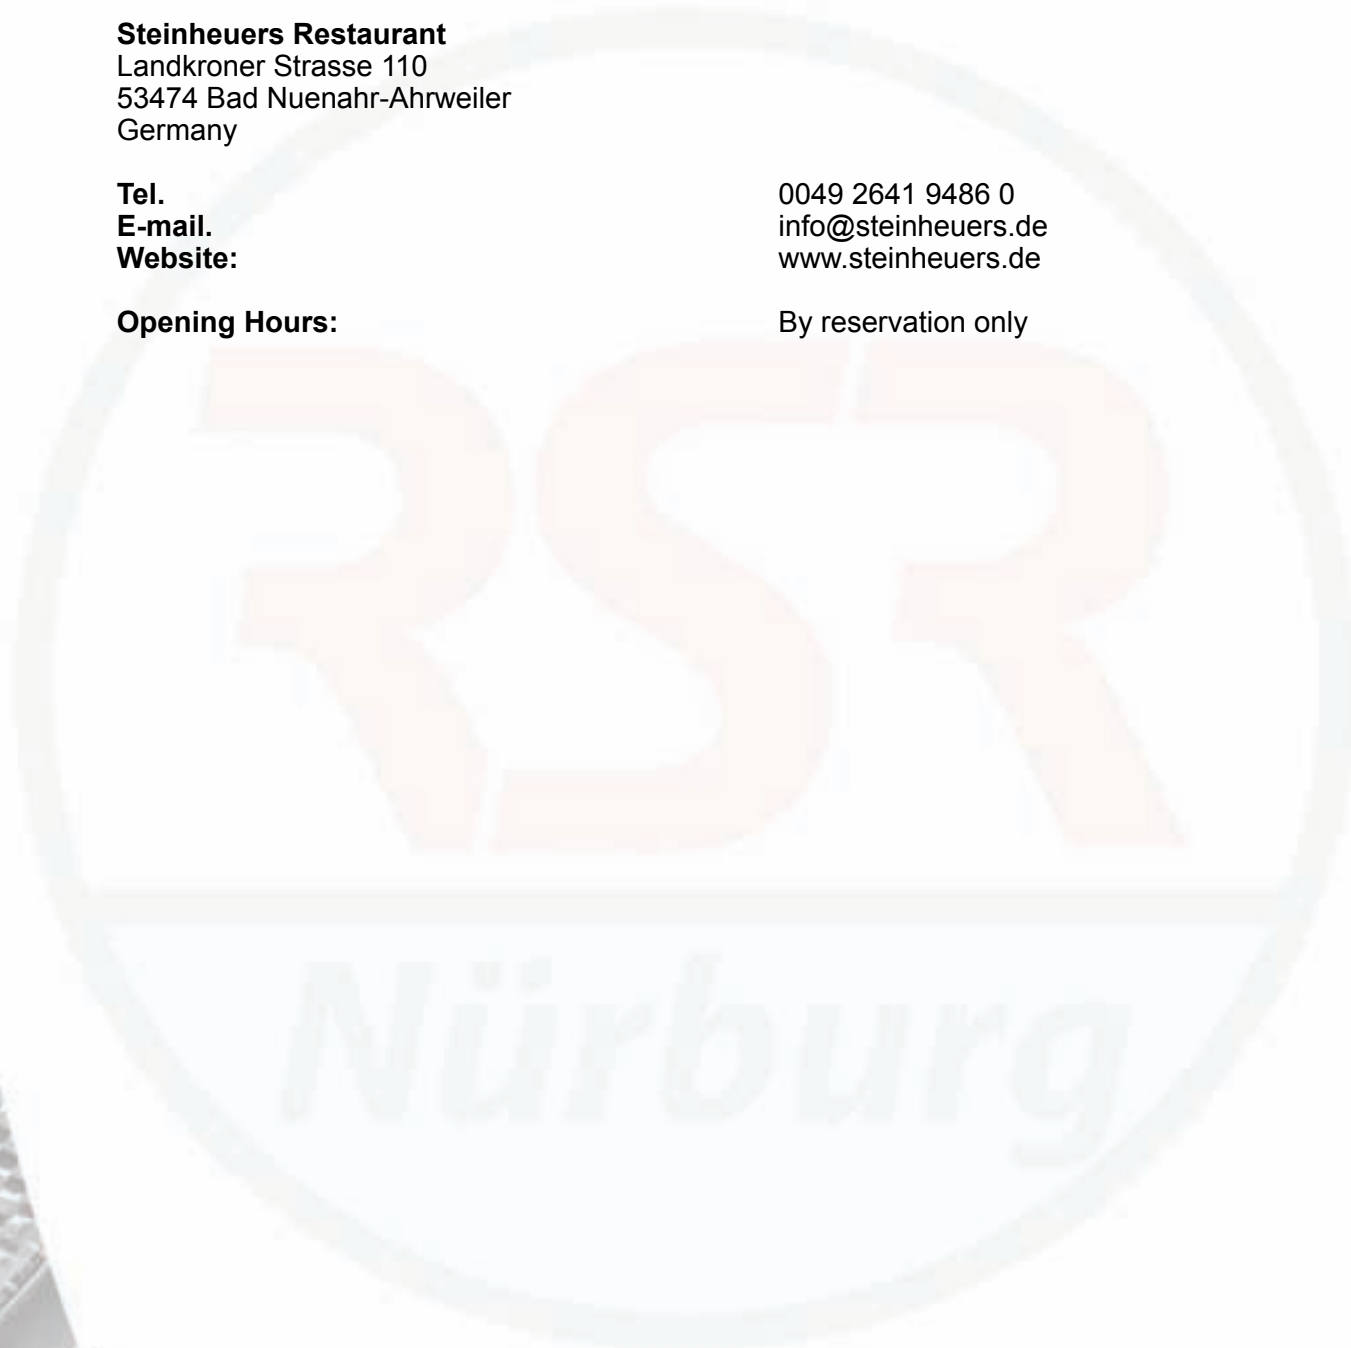 Steinheuers Restaurant
Landkroner Strasse 110
53474 Bad Nuenahr-Ahrweiler
Germany
Tel. 0049 2641 9486 0
E-mail. info@steinheuers.de
Website: www.steinheuers.de
Opening Hours: By reservation only
RSR
Nürburg